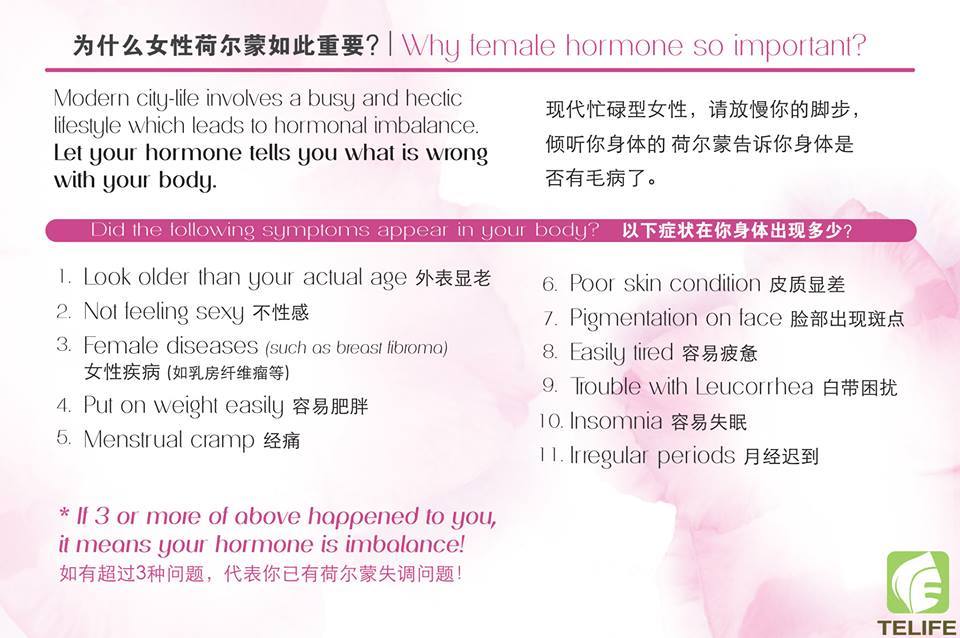 为什么女性荷尔蒙如此重要? | Why female hormone so important?
Modern city-life involves a busy and hectic
lifestyle which leads to hormonal imbalance.
Let your hormone tells you what is wrong
with your body.
现代忙碌型女性，请放慢你的脚步，
倾听你身体的 荷尔蒙告诉你身体是
否有毛病了。
Did the following symptoms appear in your body? 以下症状在你身体出现多少?
1. Look older than your actual age 外表显老
2. Not feeling sexy 不性感
3. Female diseases (such as breast fibroma)
女性疾病 (如乳房纤维瘤等)
4. Put on weight easily 容易肥胖
5. Menstrual cramp 经痛
6. Poor skin condition 皮质显差
7. Pigmentation on face 脸部出现斑点
8. Easily tired 容易疲惫
9. Trouble with Leucorrhea 白带困扰
10. Insomnia 容易失眠
11. Irregular periods 月经迟到
* If 3 or more of above happened to you,
it means your hormone is imbalance!
如有超过3种问题，代表你已有荷尔蒙失调问题!
TELIFE